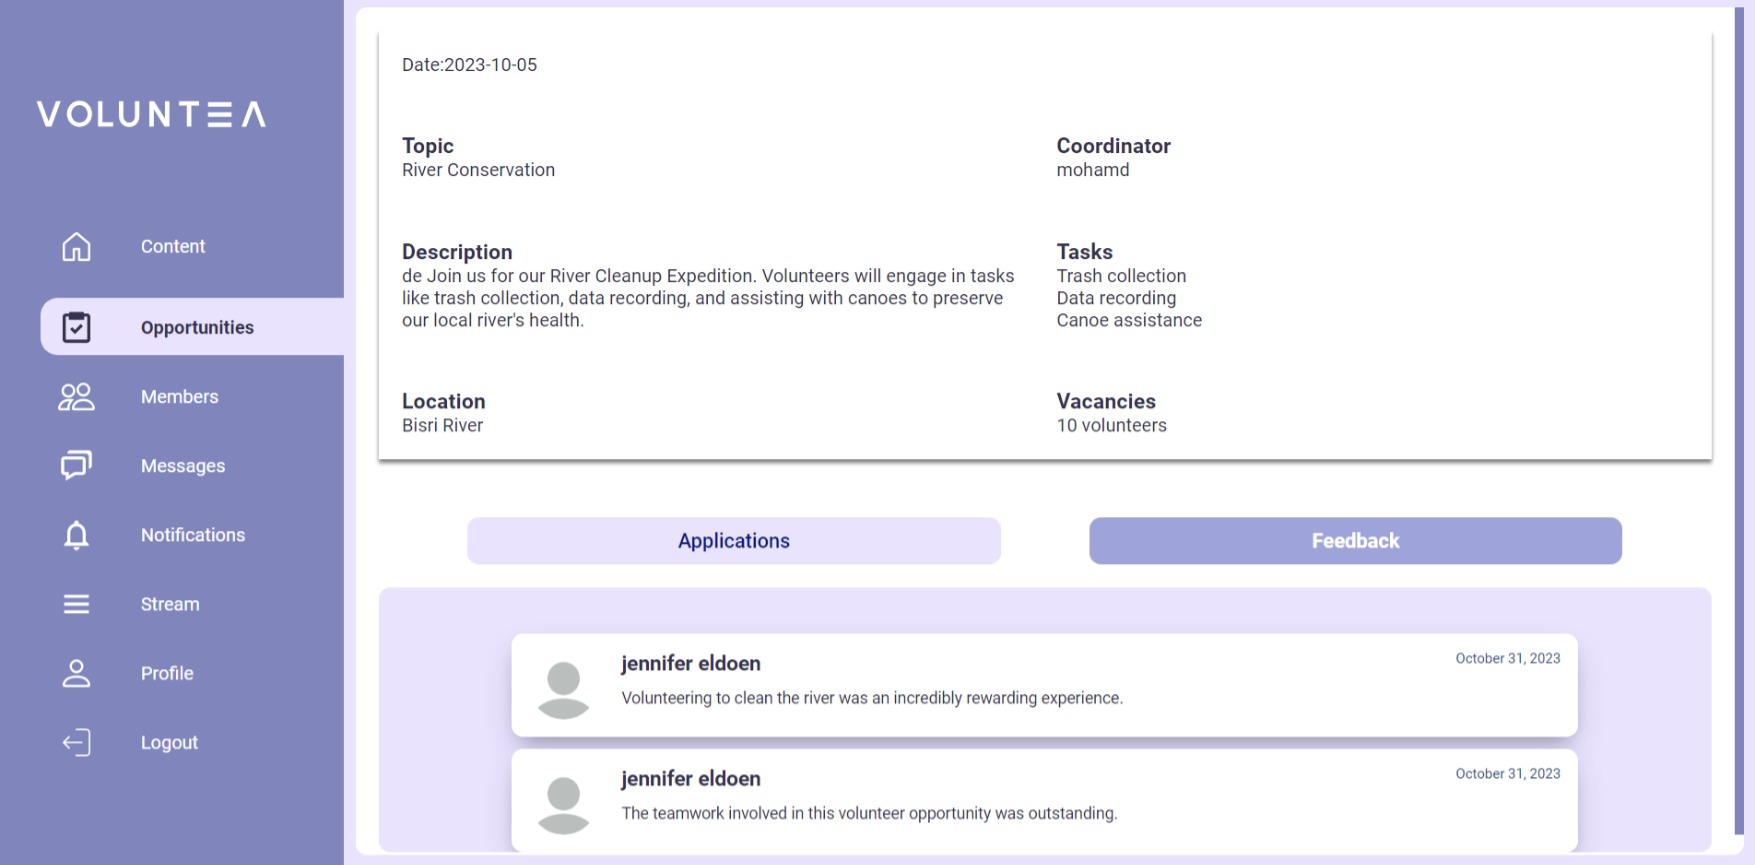 VOLUNTEA
Content
Opportunities
Members
Messages
Notifications
Stream
Profile
Logout
Date:2023-10-05
Topic
River Conservation
Coordinator
mohamd
Description
de Join us for our River Cleanup Expedition. Volunteers will engage in tasks
like trash collection, data recording, and assisting with canoes to preserve
our local river's health.
Tasks
Trash collection
Data recording
Canoe assistance
Location
Bisri River
Vacancies
10 volunteers
Applications
Feedback
jennifer eldoen
October 31, 2023
Volunteering to clean the river was an incredibly rewarding experience.
jennifer eldoen
October 31, 2023
The teamwork involved in this volunteer opportunity was outstanding.